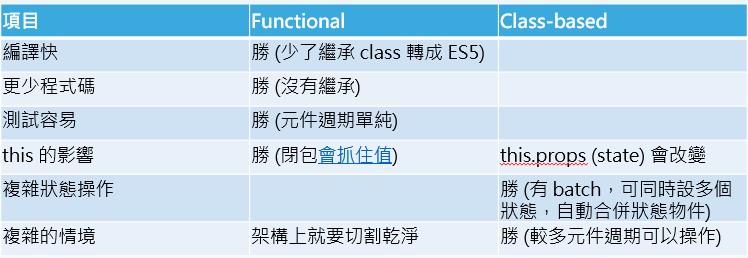 項目 Functional Class-based
編譯快 勝 (少了繼承 class 轉成 ES5)
更少程式碼 勝 (沒有繼承)
測試容易 勝 (元件週期單純)
this 的影響 勝 (閉包會抓住值) this.props (state) 會改變
複雜狀態操作 勝 (有 batch，可同時設多個
狀態，自動合併狀態物件)
複雜的情境 架構上就要切割乾淨 勝 (較多元件週期可以操作)